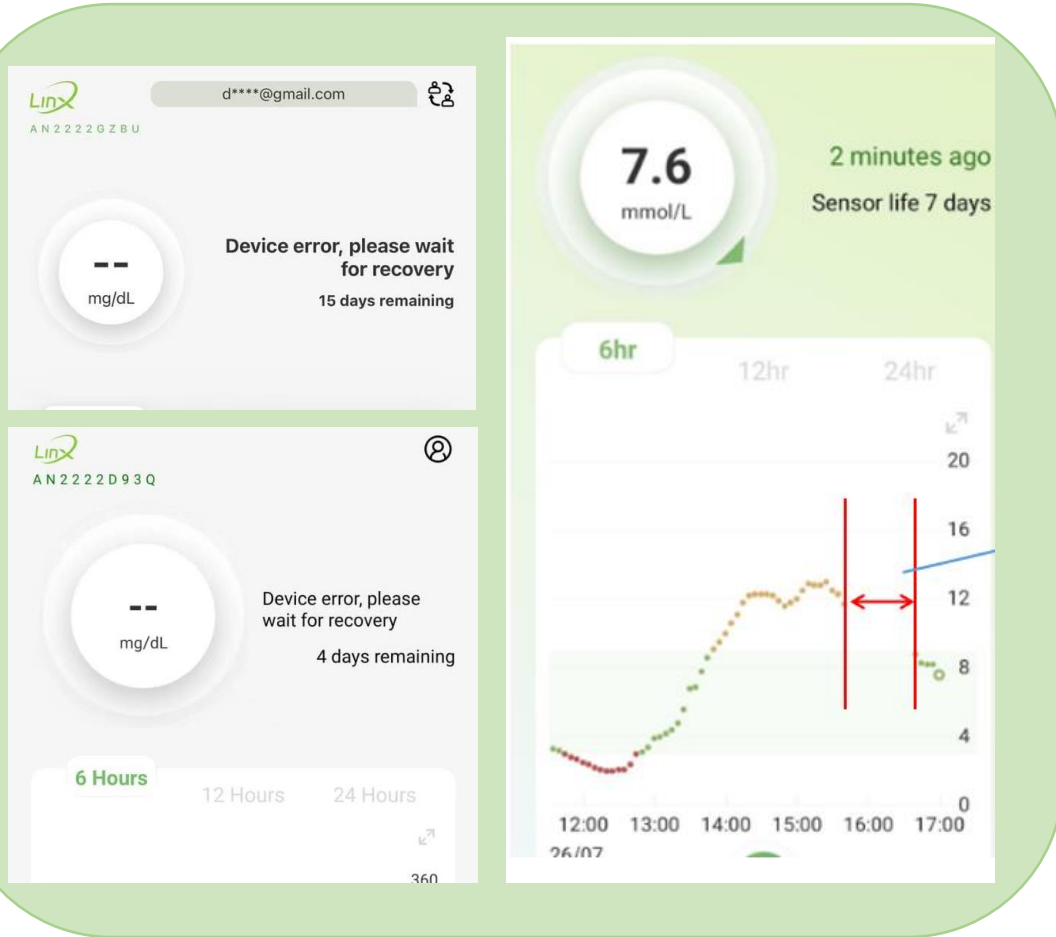 LinX
d****@gmail.com
AN2222GZBU
--
mg/dL
Device error, please wait
for recovery
15 days remaining
LinX
AN2222D93Q
--
mg/dL
Device error, please
wait for recovery
4 days remaining
6 Hours
12 Hours
24 Hours
360
7.6
mmol/L
2 minutes ago
Sensor life 7 days
6hr
12hr
24hr
20
16
12
8
4
0
12:00 13:00 14:00 15:00 16:00 17:00
26/07